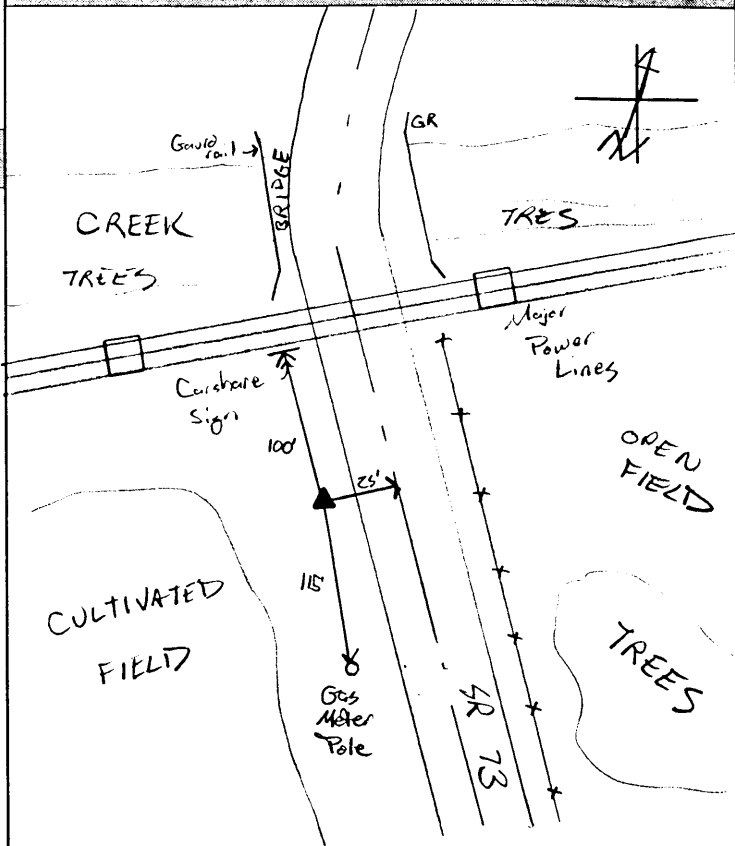 Gaurd
rail
BRIDGE
GR
N
CREEK
TREES
TRES
Major
Power
Lines
Carshare
Sign
100'
25'
OPEN
FIELD
115'
CULTIVATED
FIELD
TREES
Gas
Meter
Pole
SR 73